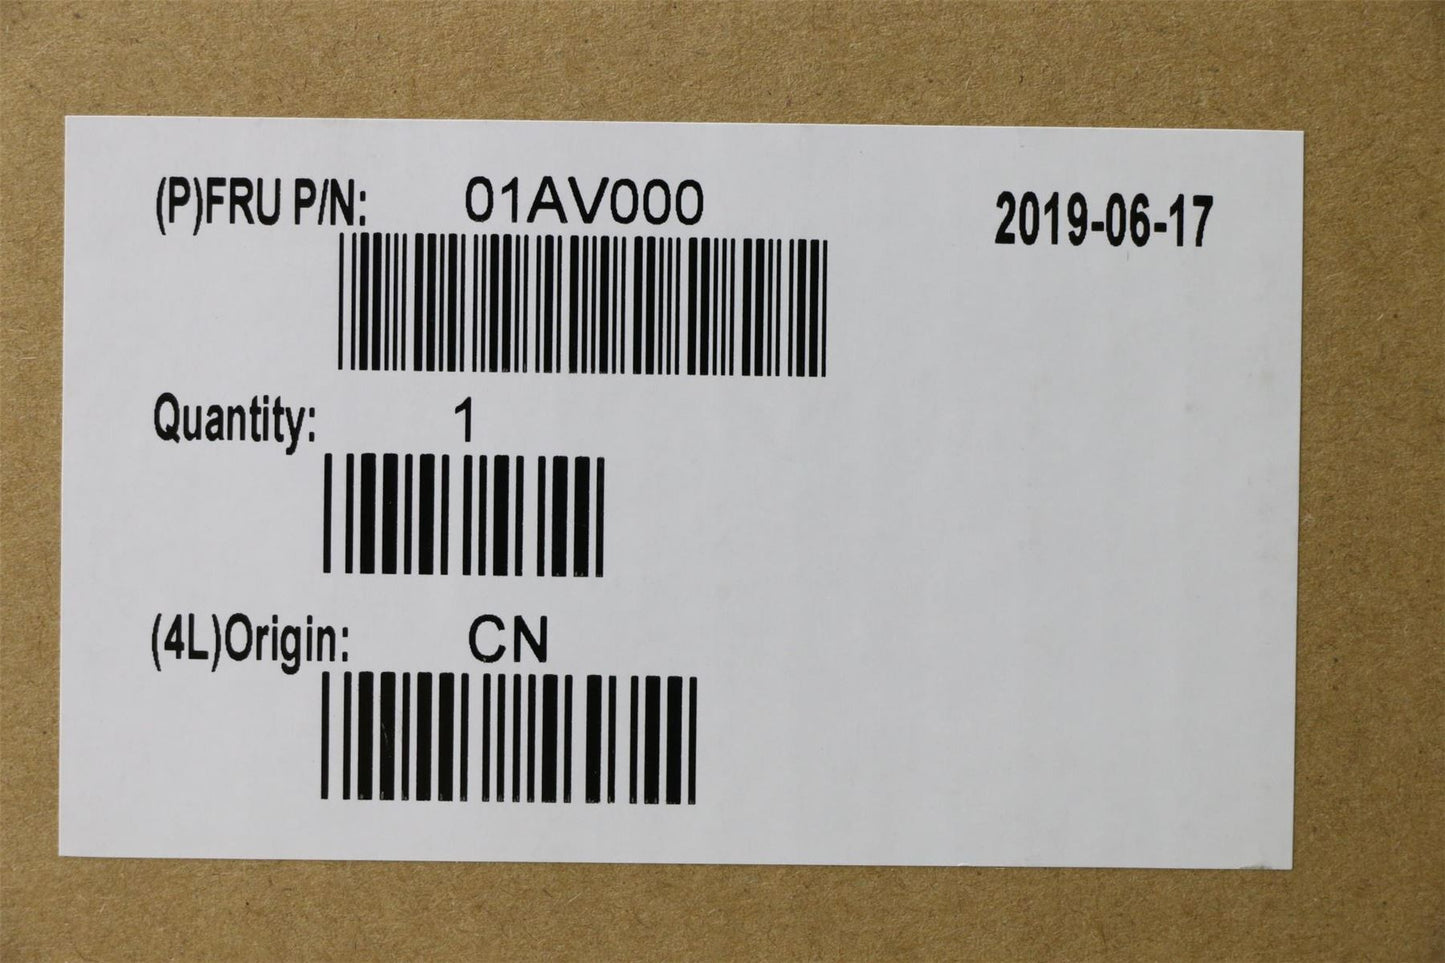 (P)FRU P/N: 01AV000 2019-06-17
Quantity: 1
(4L)Origin: CN